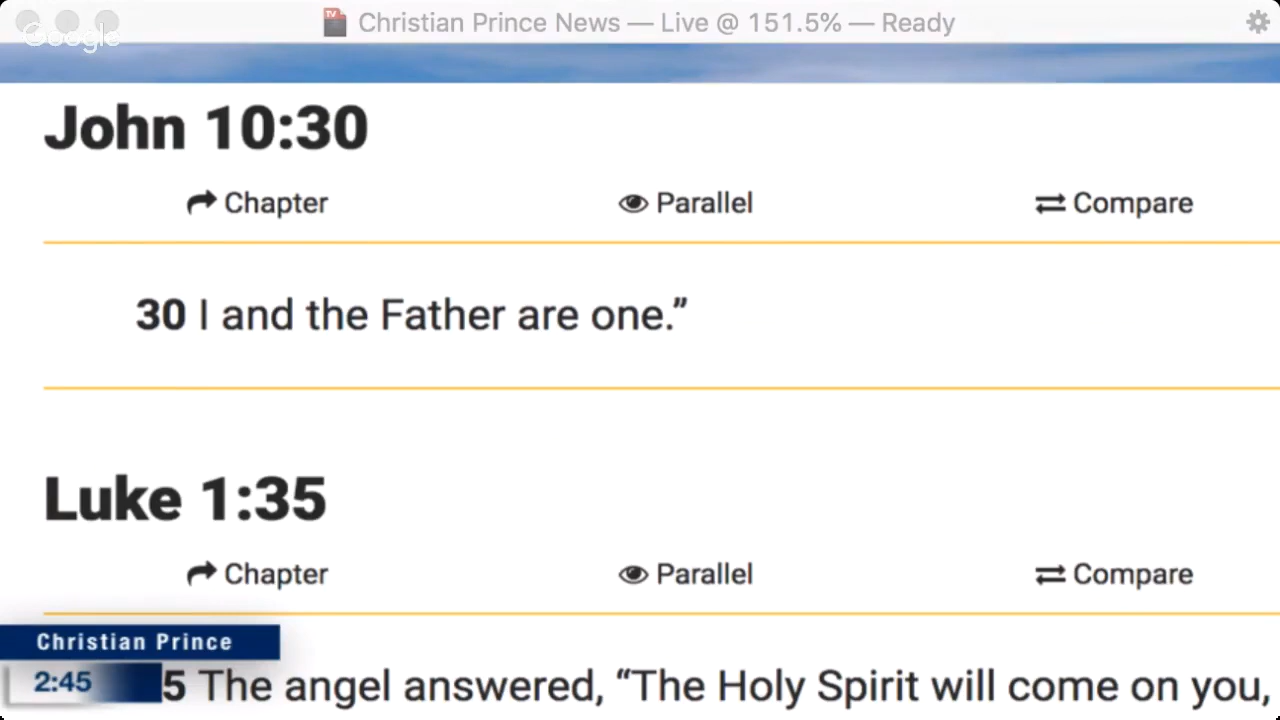 Google
TV
Christian Prince News — Live @ 151.5% — Ready
John 10:30
Chapter Parallel Compare
30 I and the Father are one.”
Luke 1:35
Chapter Parallel Compare
Christian Prince
2:45
5 The angel answered, “The Holy Spirit will come on you,